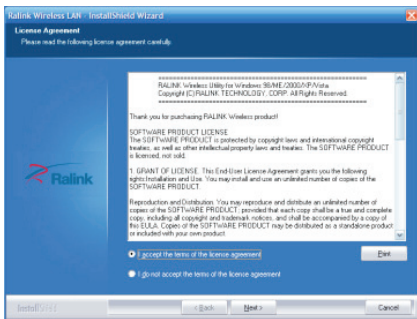 Ralink Wireless LAN - InstallShield Wizard
License Agreement
Please read the following license agreement carefully.
RALINK Wireless Utility for Windows 98/ME/2000/XP/Vista
Copyright (C) RALINK TECHNOLOGY, CORP. All Rights Reserved.
Thank you for purchasing RALINK Wireless product!
SOFTWARE PRODUCT LICENSE
The SOFTWARE PRODUCT is protected by copyright laws and international copyright
treaties, as well as other intellectual property laws and treaties. The SOFTWARE PRODUCT
is licensed, not sold.
1. GRANT OF LICENSE. This End-User License Agreement grants you the following
rights Installation and Use. You may install and use an unlimited number of copies of the
SOFTWARE PRODUCT.
Reproduction and Distribution. You may reproduce and distribute an unlimited number of
copies of the SOFTWARE PRODUCT; provided that each copy shall be a true and complete
copy, including all copyright and trademark notices, and shall be accompanied by a copy of
this EULA. Copies of the SOFTWARE PRODUCT may be distributed as a standalone product
or included with your own product.
Ralink
I accept the terms of the license agreement
Print
I do not accept the terms of the license agreement
InstallShield
< Back
Next >
Cancel